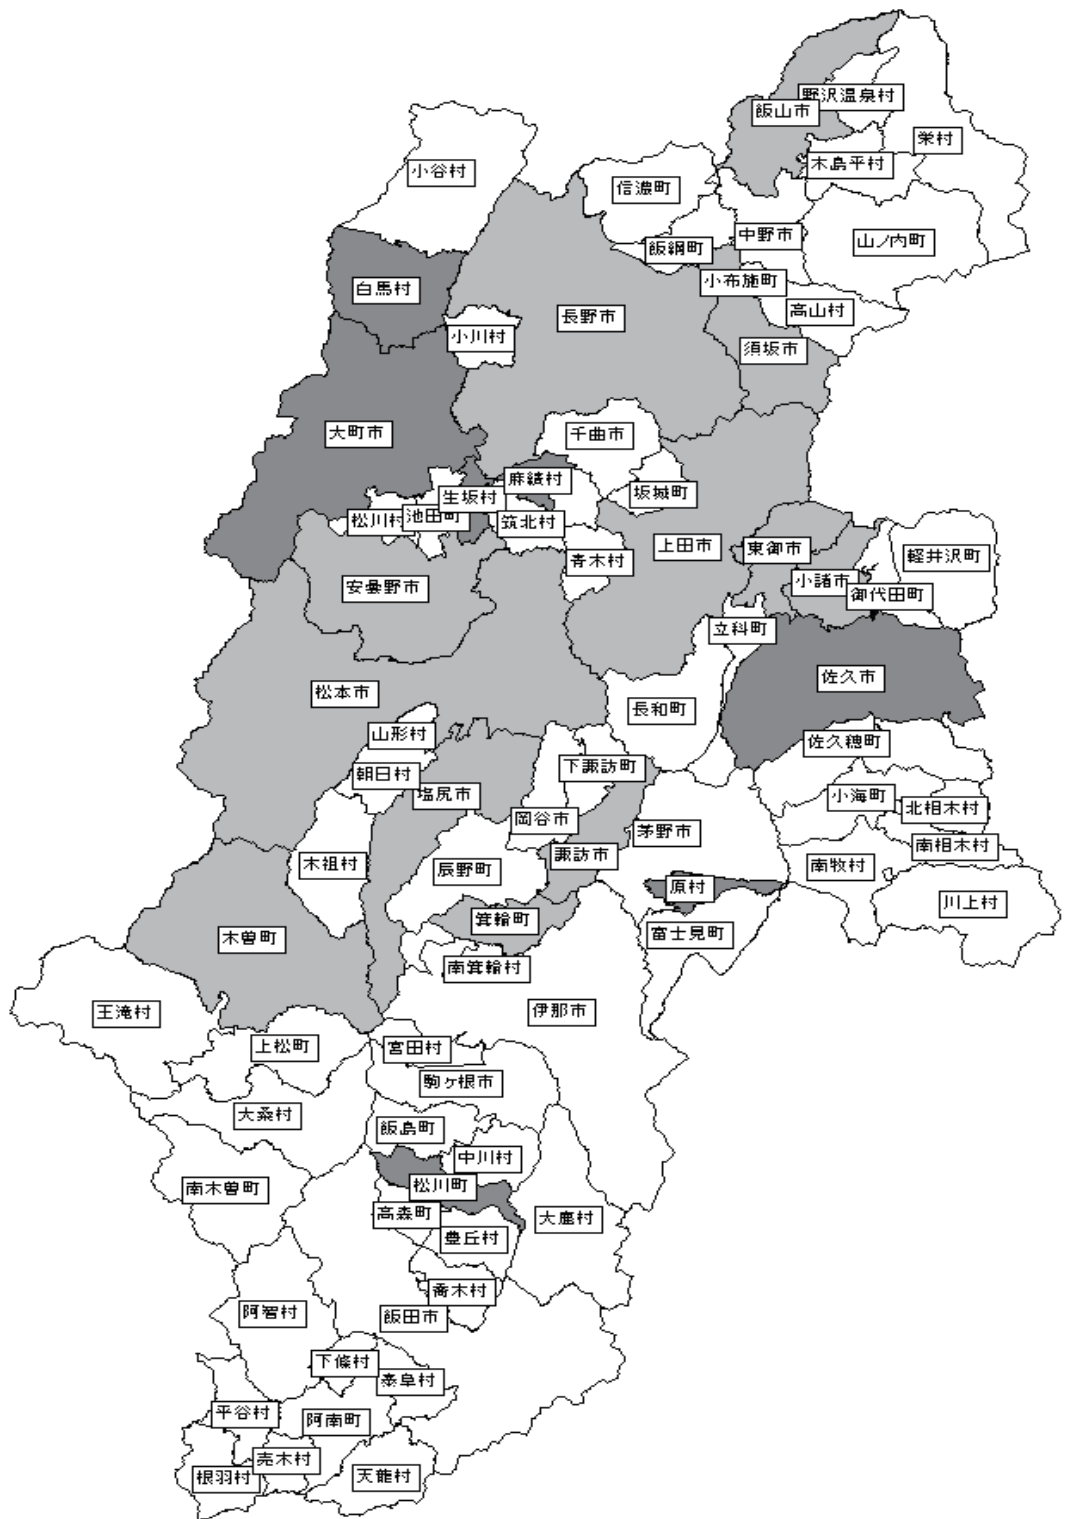 野沢温泉村
飯山市
栄村
木島平村
小谷村
信濃町
中野市
山ノ内町
飯綱町
小布施町
白馬村
高山村
長野市
小川村
須坂市
大町市
千曲市
麻績村
生坂村
坂城町
松川村
池田町
筑北村
上田市
東御市
青木村
軽井沢町
安曇野市
小諸市
御代田町
立科町
佐久市
松本市
長和町
山形村
佐久穂町
下諏訪町
朝日村
塩尻市
小海町
北相木村
岡谷市
茅野市
南相木村
諏訪市
木祖村
辰野町
南牧村
原村
川上村
箕輪町
富士見町
木曽町
南箕輪村
伊那市
王滝村
上松町
宮田村
駒ヶ根市
大桑村
飯島町
中川村
南木曽町
松川町
高森町
大鹿村
豊丘村
喬木村
阿智村
飯田市
下條村
泰阜村
平谷村
阿南町
売木村
根羽村
天龍村